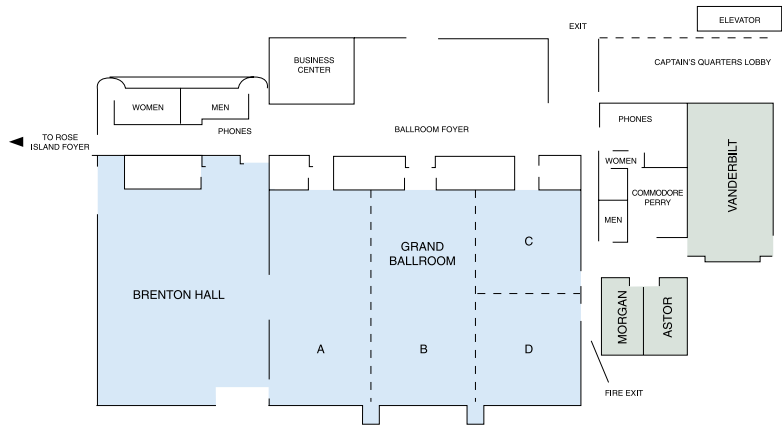 ELEVATOR
EXIT
CAPTAIN'S QUARTERS LOBBY
BUSINESS
CENTER
WOMEN
MEN
PHONES
TO ROSE
ISLAND FOYER
BALLROOM FOYER
PHONES
WOMEN
COMMODORE
PERRY
MEN
VANDERBILT
GRAND
BALLROOM
C
BRENTON HALL
A
B
D
MORGAN
ASTOR
FIRE EXIT